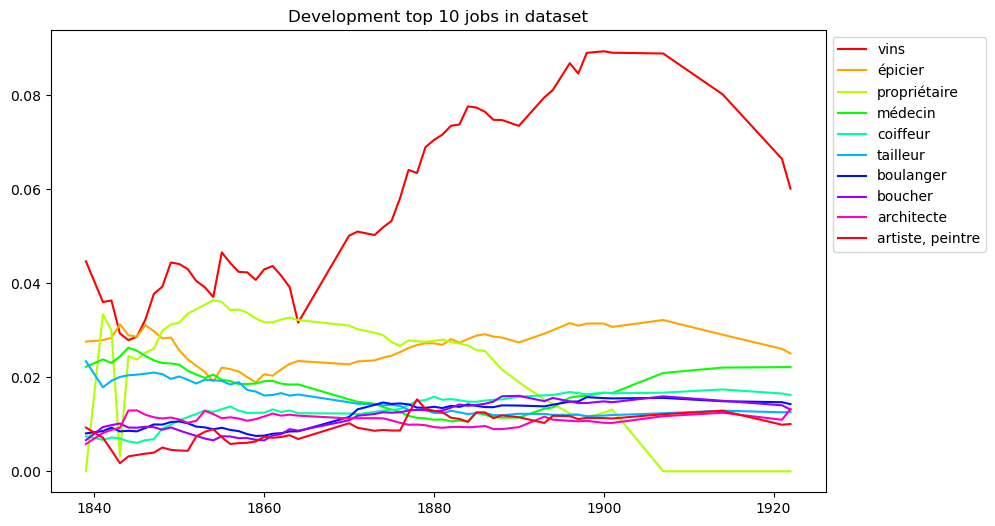 Development top 10 jobs in dataset
0.08
0.06
0.04
0.02
0.00
1840
1860
1880
1900
1920
vins
épicier
propriétaire
médecin
coiffeur
tailleur
boulanger
boucher
architecte
artiste, peintre